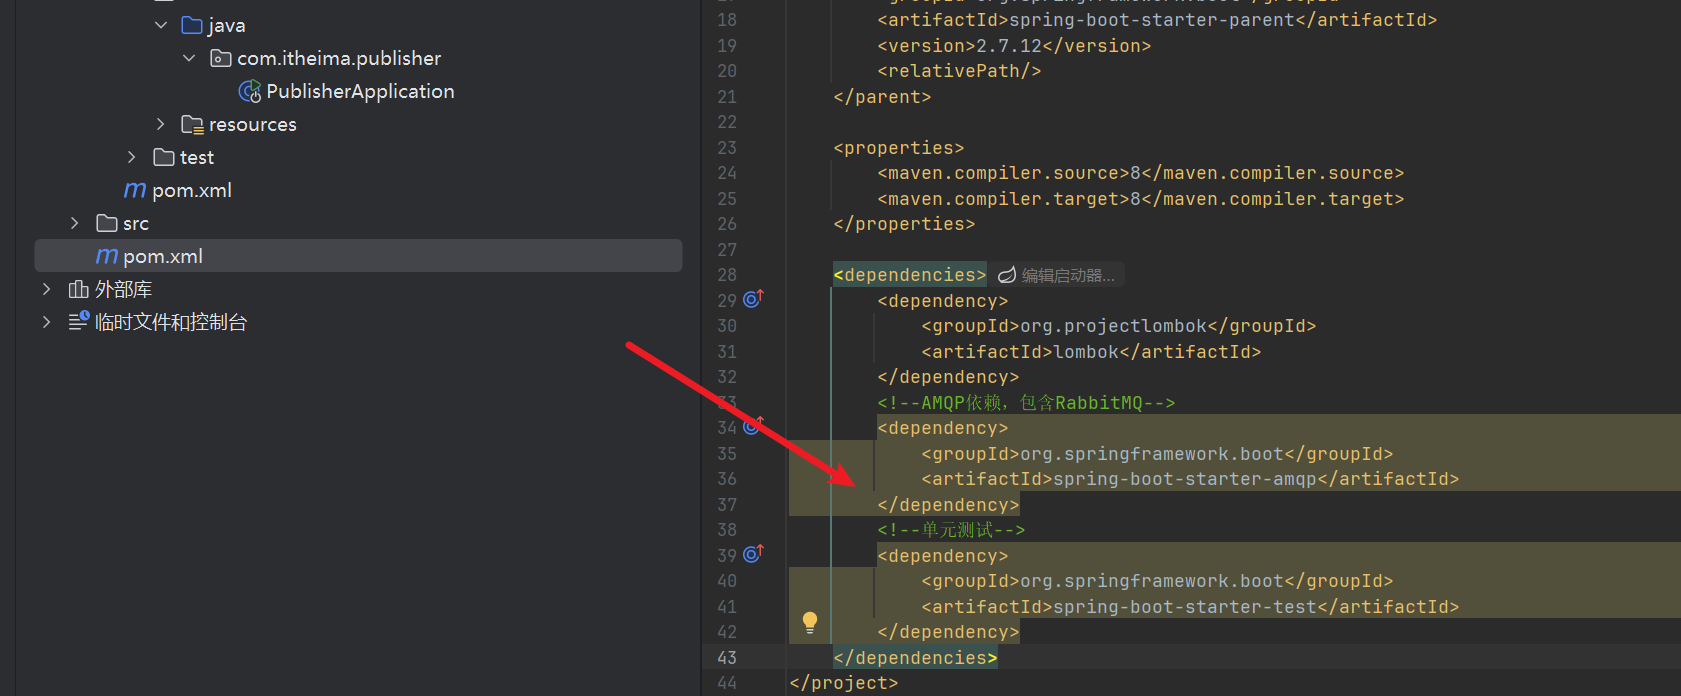 java
com.itheima.publisher
PublisherApplication
resources
test
pom.xml
src
pom.xml
外部库
临时文件和控制台
18 <artifactId>spring-boot-starter-parent</artifactId>
19 <version>2.7.12</version>
20 <relativePath/>
21 </parent>
22
23 <properties>
24 <maven.compiler.source>8</maven.compiler.source>
25 <maven.compiler.target>8</maven.compiler.target>
26 </properties>
27
28 <dependencies> 编辑启动器...
29 <dependency>
30 <groupId>org.projectlombok</groupId>
31 <artifactId>lombok</artifactId>
32 </dependency>
33 <!--AMQP依赖，包含RabbitMQ-->
34 <dependency>
35 <groupId>org.springframework.boot</groupId>
36 <artifactId>spring-boot-starter-amqp</artifactId>
37 </dependency>
38 <!--单元测试-->
39 <dependency>
40 <groupId>org.springframework.boot</groupId>
41 <artifactId>spring-boot-starter-test</artifactId>
42 </dependency>
43 </dependencies>
44 </project>